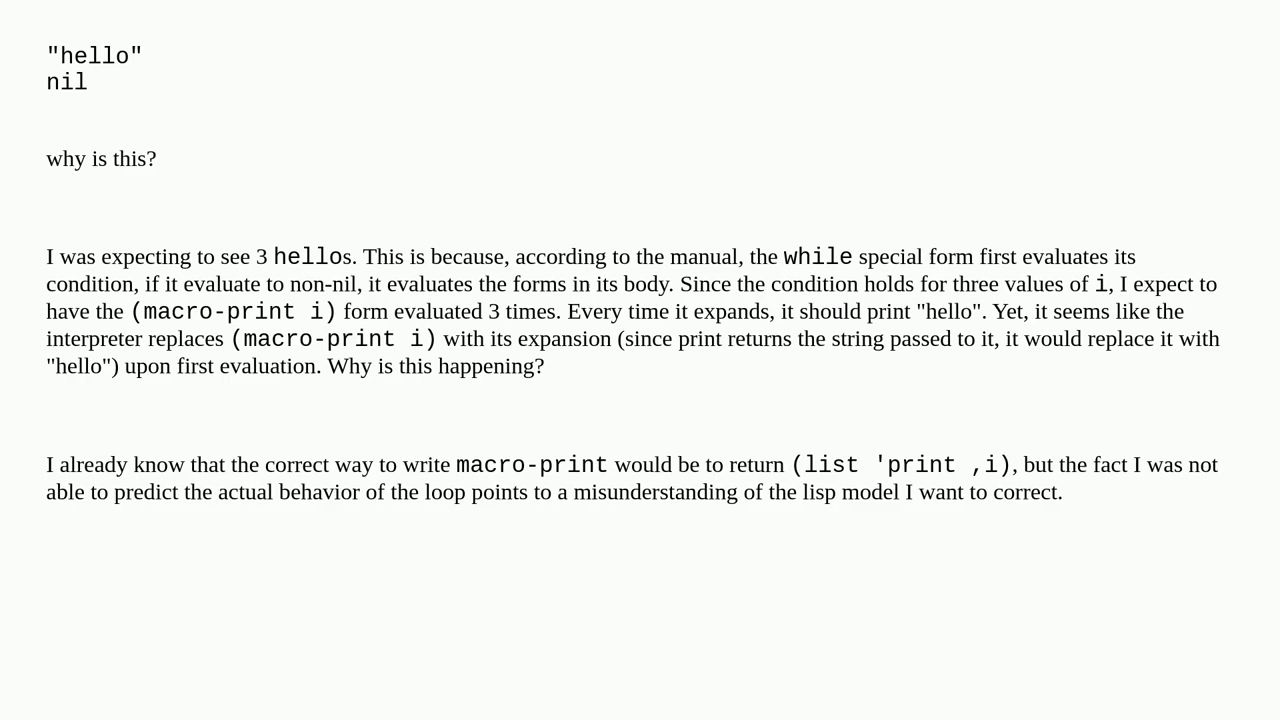 "hello"
nil
why is this?
I was expecting to see 3 hellos. This is because, according to the manual, the while special form first evaluates its
condition, if it evaluate to non-nil, it evaluates the forms in its body. Since the condition holds for three values of i, I expect to
have the (macro-print i) form evaluated 3 times. Every time it expands, it should print "hello". Yet, it seems like the
interpreter replaces (macro-print i) with its expansion (since print returns the string passed to it, it would replace it with
"hello") upon first evaluation. Why is this happening?
I already know that the correct way to write macro-print would be to return (list 'print ,i), but the fact I was not
able to predict the actual behavior of the loop points to a misunderstanding of the lisp model I want to correct.